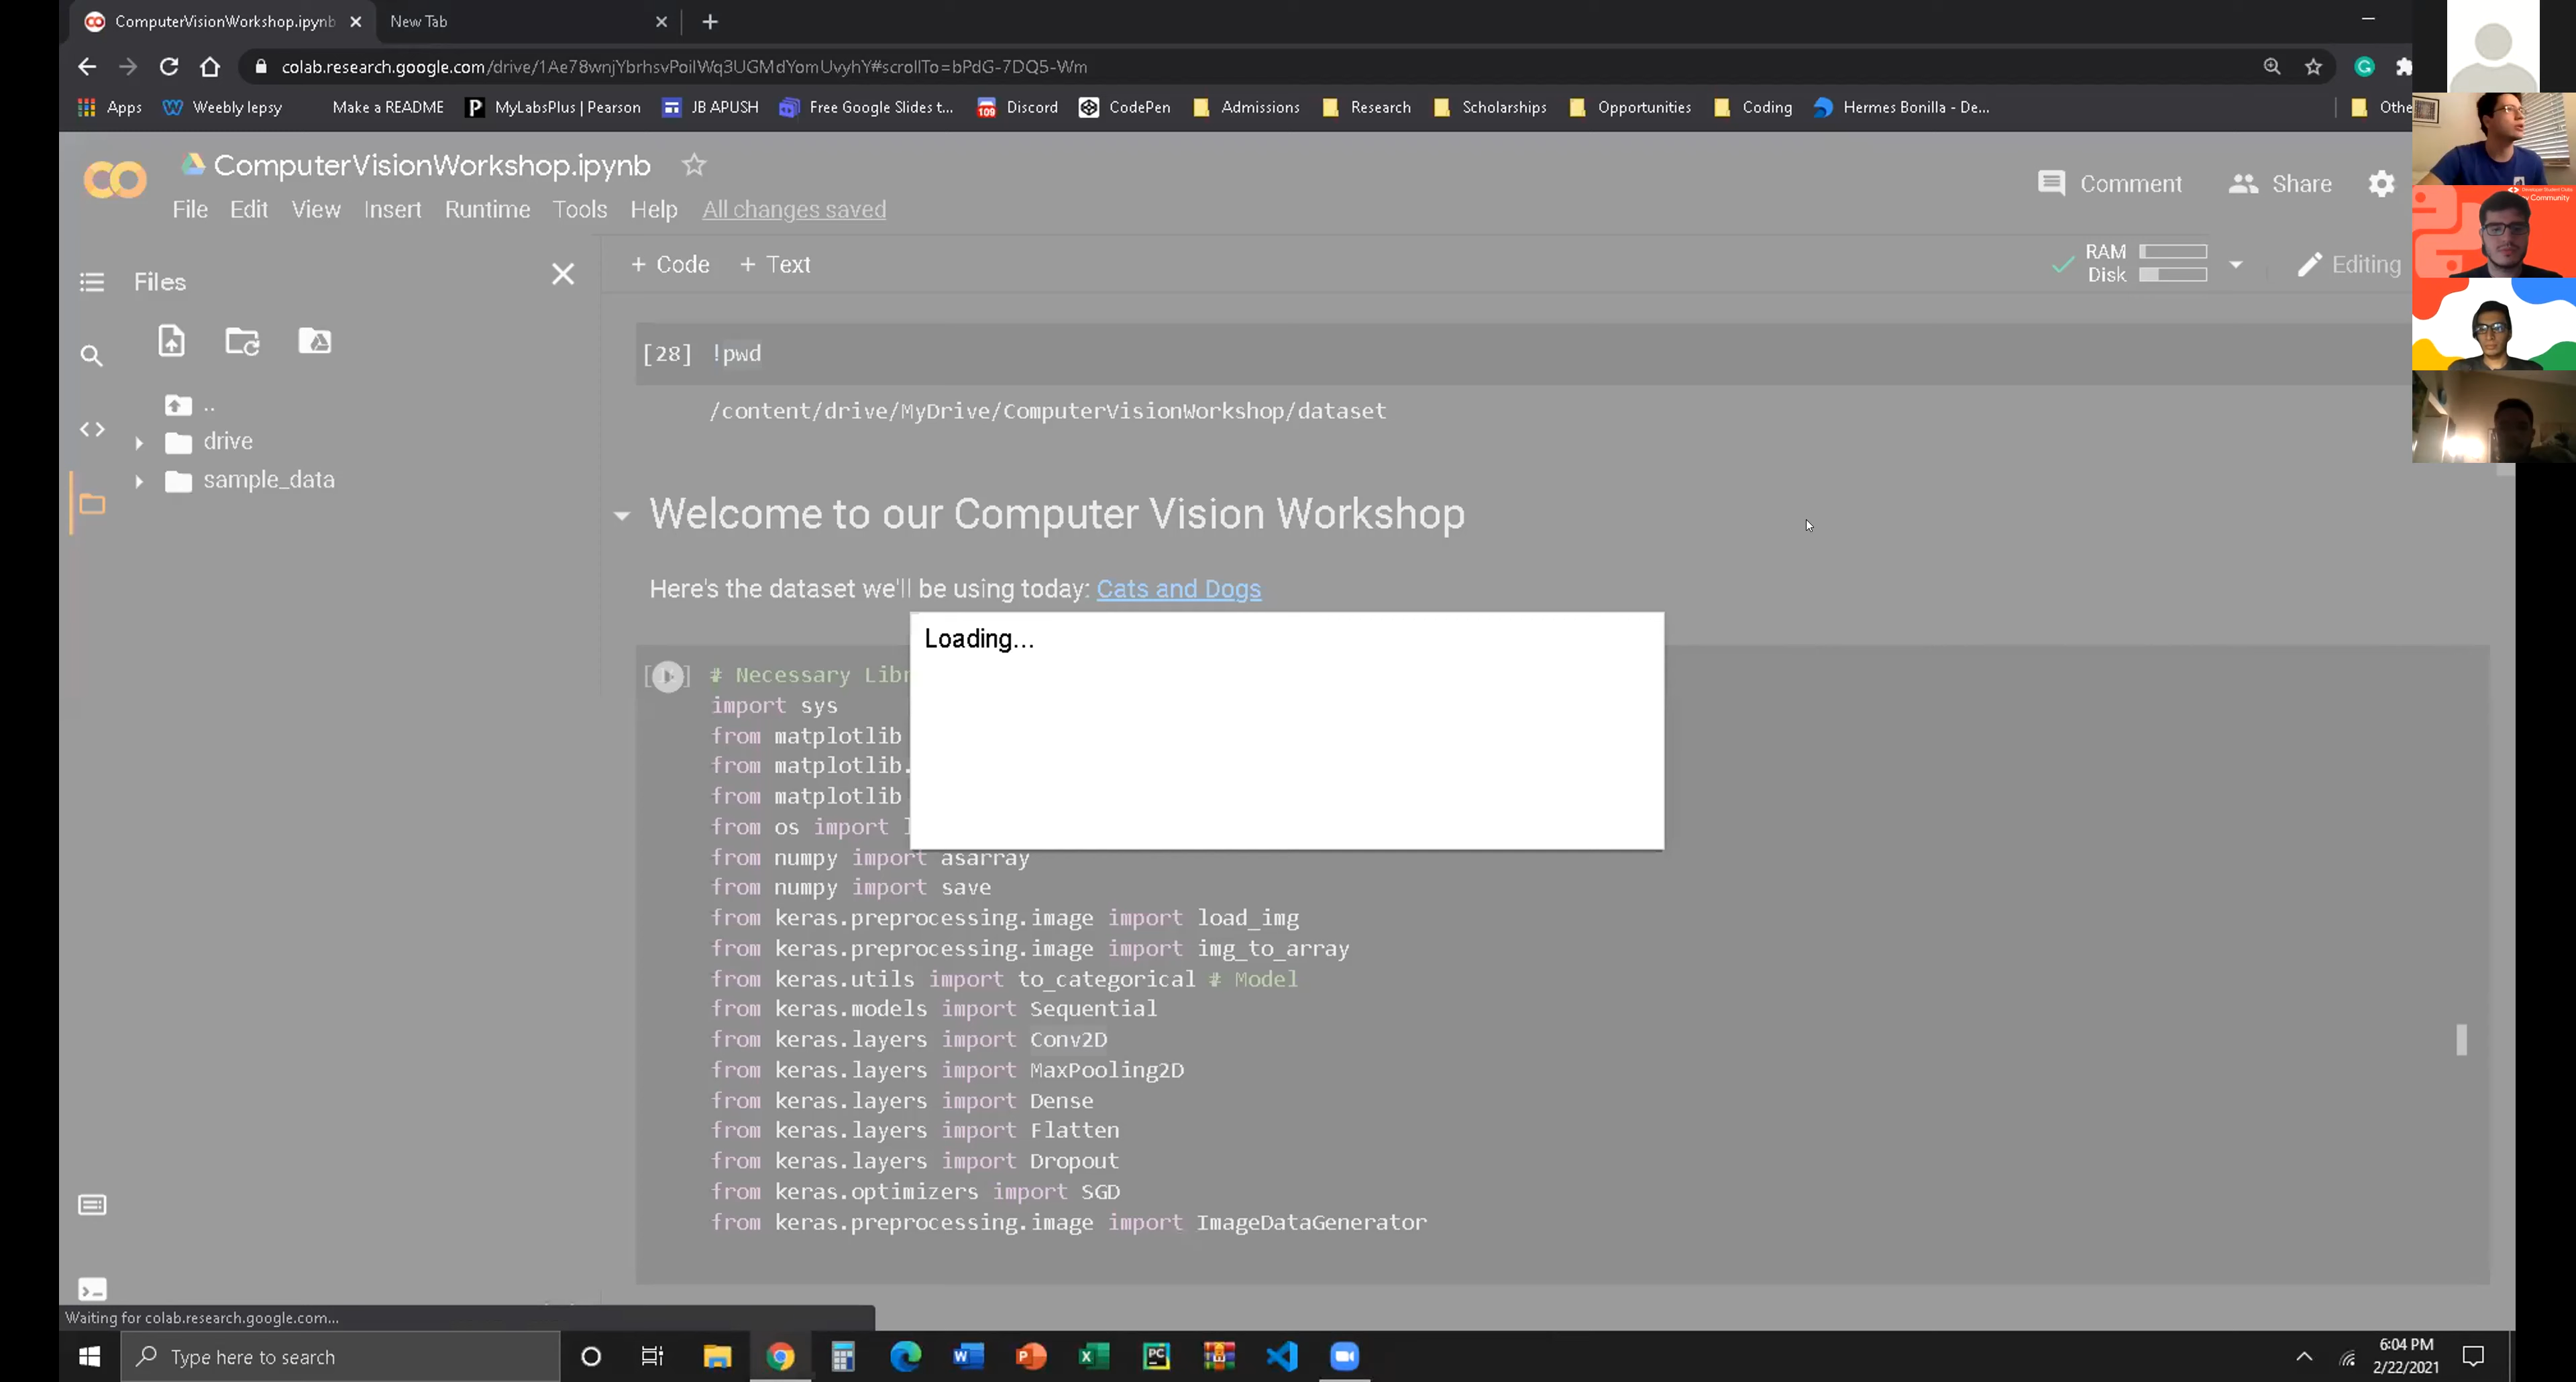 ComputerVisionWorkshop.ipynb
New Tab
colab.research.google.com/drive/1Ae78wnjYbrhsvPoilWq3UGMdYomUvyhY#scrollTo=bPdG-7DQ5-Wm
Apps
Weebly lepsy
Make a README
MyLabsPlus | Pearson
JB APUSH
Free Google Slides t...
109
Discord
CodePen
Admissions
Research
Scholarships
Opportunities
Coding
Hermes Bonilla - De...
Othe
ComputerVisionWorkshop.ipynb
Comment
Share
File Edit View Insert Runtime Tools Help All changes saved
Files
+ Code + Text
RAM
Disk
Editing
..
drive
sample_data
[28] !pwd
/content/drive/MyDrive/ComputerVisionWorkshop/dataset
Welcome to our Computer Vision Workshop
Here's the dataset we'll be using today: Cats and Dogs
Loading...
# Necessary Libr
import sys
from matplotlib
from matplotlib.
from matplotlib
from os import
from numpy import asarray
from numpy import save
from keras.preprocessing.image import load_img
from keras.preprocessing.image import img_to_array
from keras.utils import to_categorical # Model
from keras.models import Sequential
from keras.layers import Conv2D
from keras.layers import MaxPooling2D
from keras.layers import Dense
from keras.layers import Flatten
from keras.layers import Dropout
from keras.optimizers import SGD
from keras.preprocessing.image import ImageDataGenerator
Waiting for colab.research.google.com...
Type here to search
6:04 PM
2/22/2021
Developer Student Clubs
Community